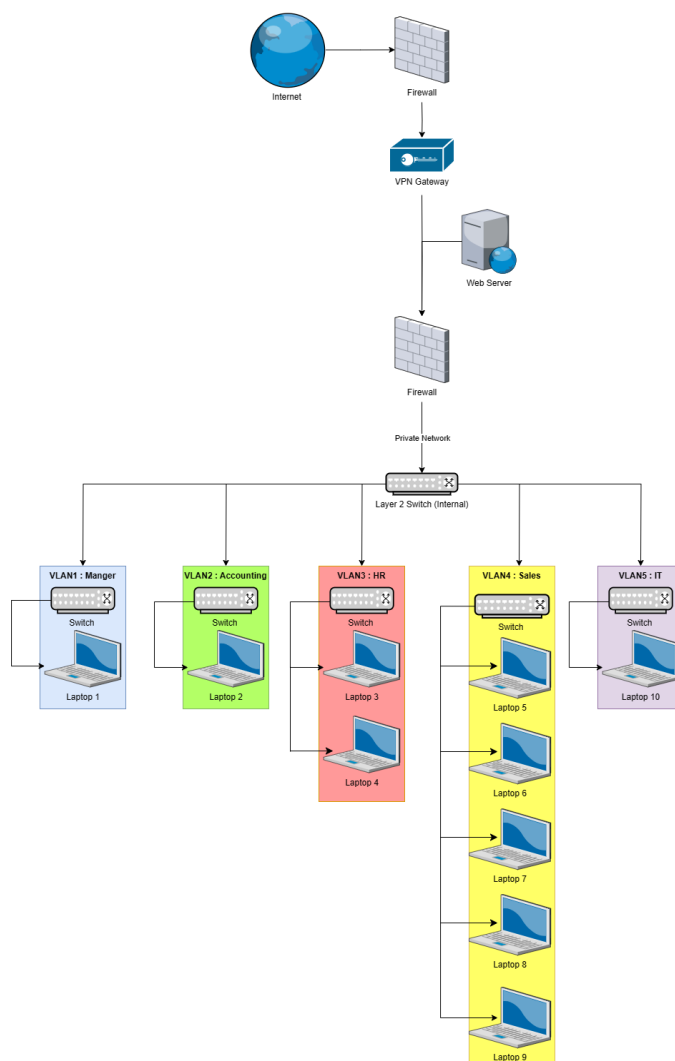 Internet
Firewall
VPN Gateway
Web Server
Firewall
Private Network
Layer 2 Switch (Internal)
VLAN1 : Manger
VLAN2 : Accounting
VLAN3 : HR
VLAN4 : Sales
VLAN5 : IT
Switch
Switch
Switch
Switch
Switch
Laptop 1
Laptop 2
Laptop 3
Laptop 5
Laptop 10
Laptop 4
Laptop 6
Laptop 7
Laptop 8
Laptop 9